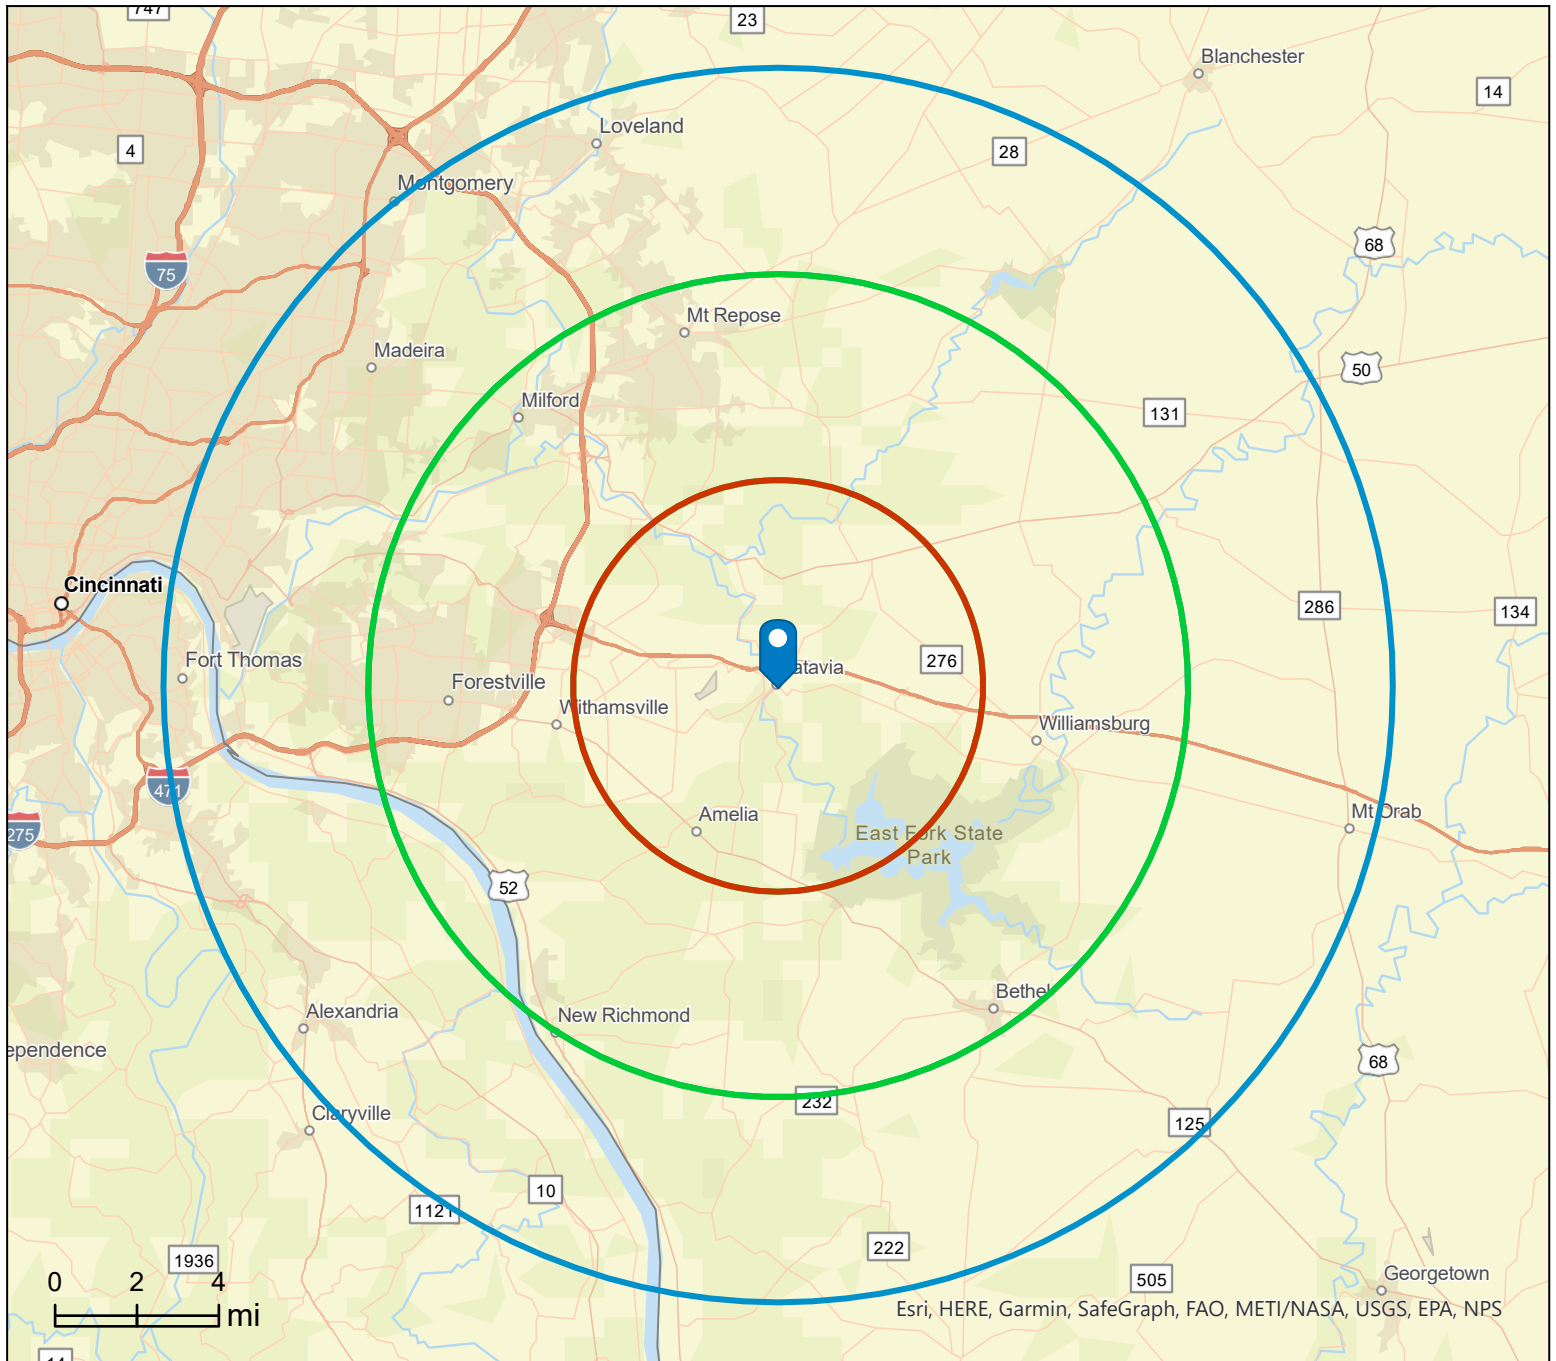 747
23
Blanchester
14
Loveland
4
28
Montgomery
68
75
Mt Repose
Madeira
50
Milford
131
Cincinnati
286
134
Fort Thomas
276
atavia
Forestville
Withamsville
Williamsburg
471
Mt Orab
Amelia
275
East Fork State
Park
52
Bethel
Alexandria
New Richmond
ependence
68
232
Claryville
125
10
1121
222
1936
0 2 4
mi
505
Georgetown
Esri, HERE, Garmin, SafeGraph, FAO, METI/NASA, USGS, EPA, NPS